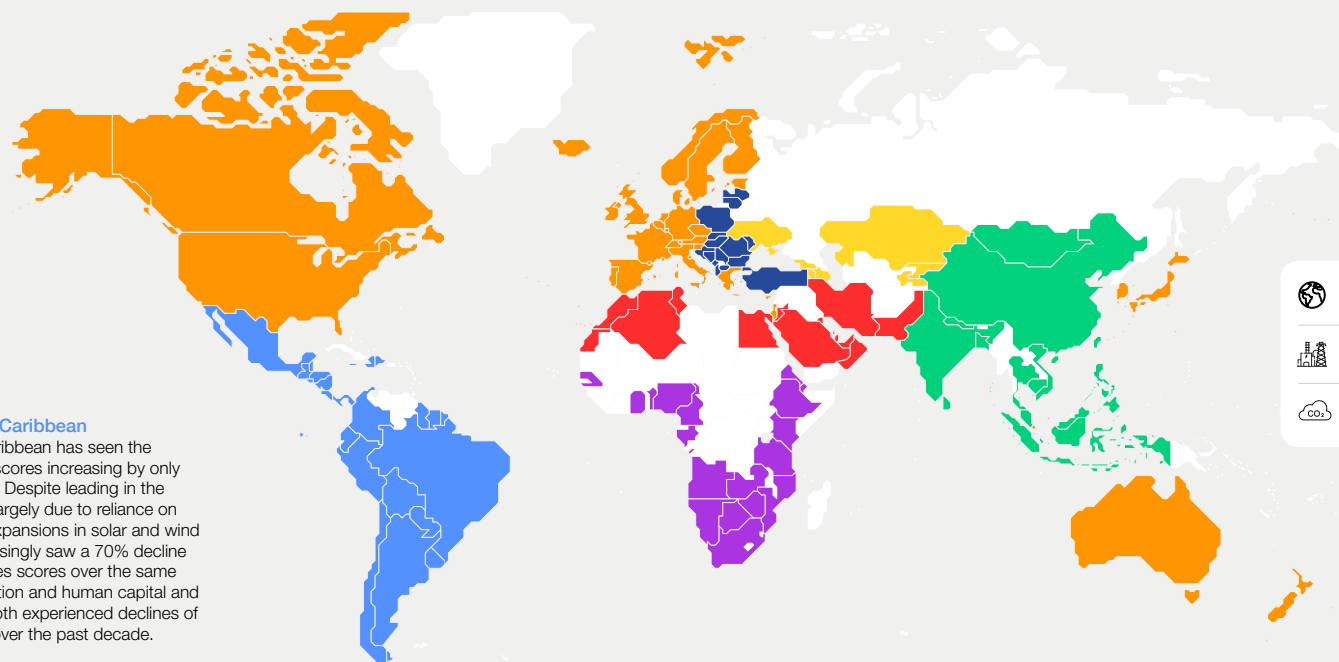 Caribbean
ribbean has seen the
scores increasing by only
Despite leading in the
argely due to reliance on
xpansions in solar and wind
singly saw a 70% decline
es scores over the same
tion and human capital and
oth experienced declines of
over the past decade.
CO₂